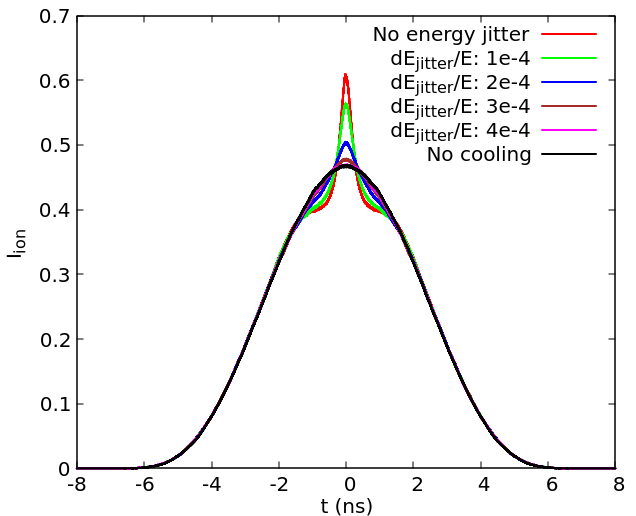 0.7
0.6
0.5
0.4
0.3
0.2
0.1
0
I_ion
No energy jitter
dE_jitter/E: 1e-4
dE_jitter/E: 2e-4
dE_jitter/E: 3e-4
dE_jitter/E: 4e-4
No cooling
-8 -6 -4 -2 0 2 4 6 8
t (ns)